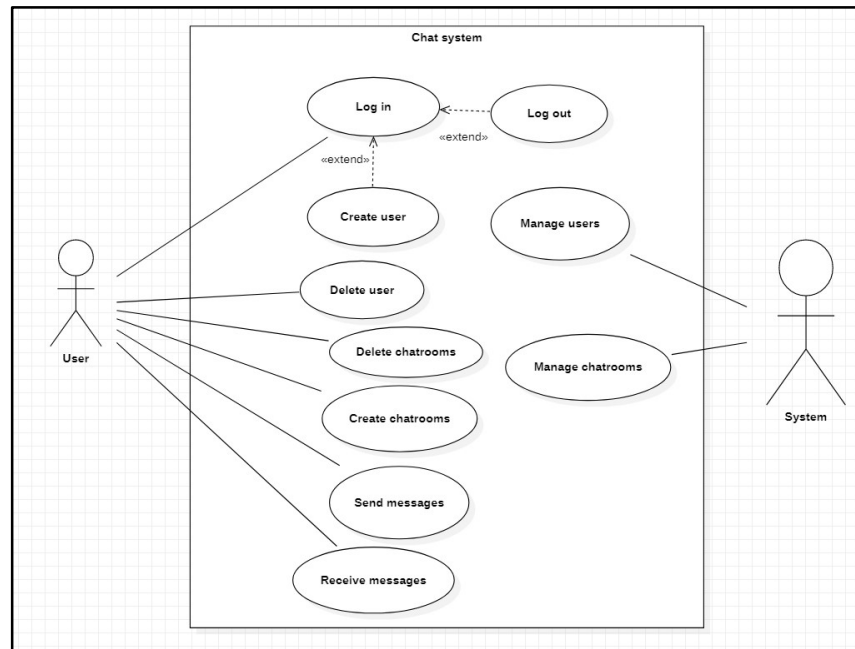 Chat system
Log in
Log out
«extend»
«extend»
Create user
Manage users
Delete user
User
Delete chatrooms
Manage chatrooms
System
Create chatrooms
Send messages
Receive messages